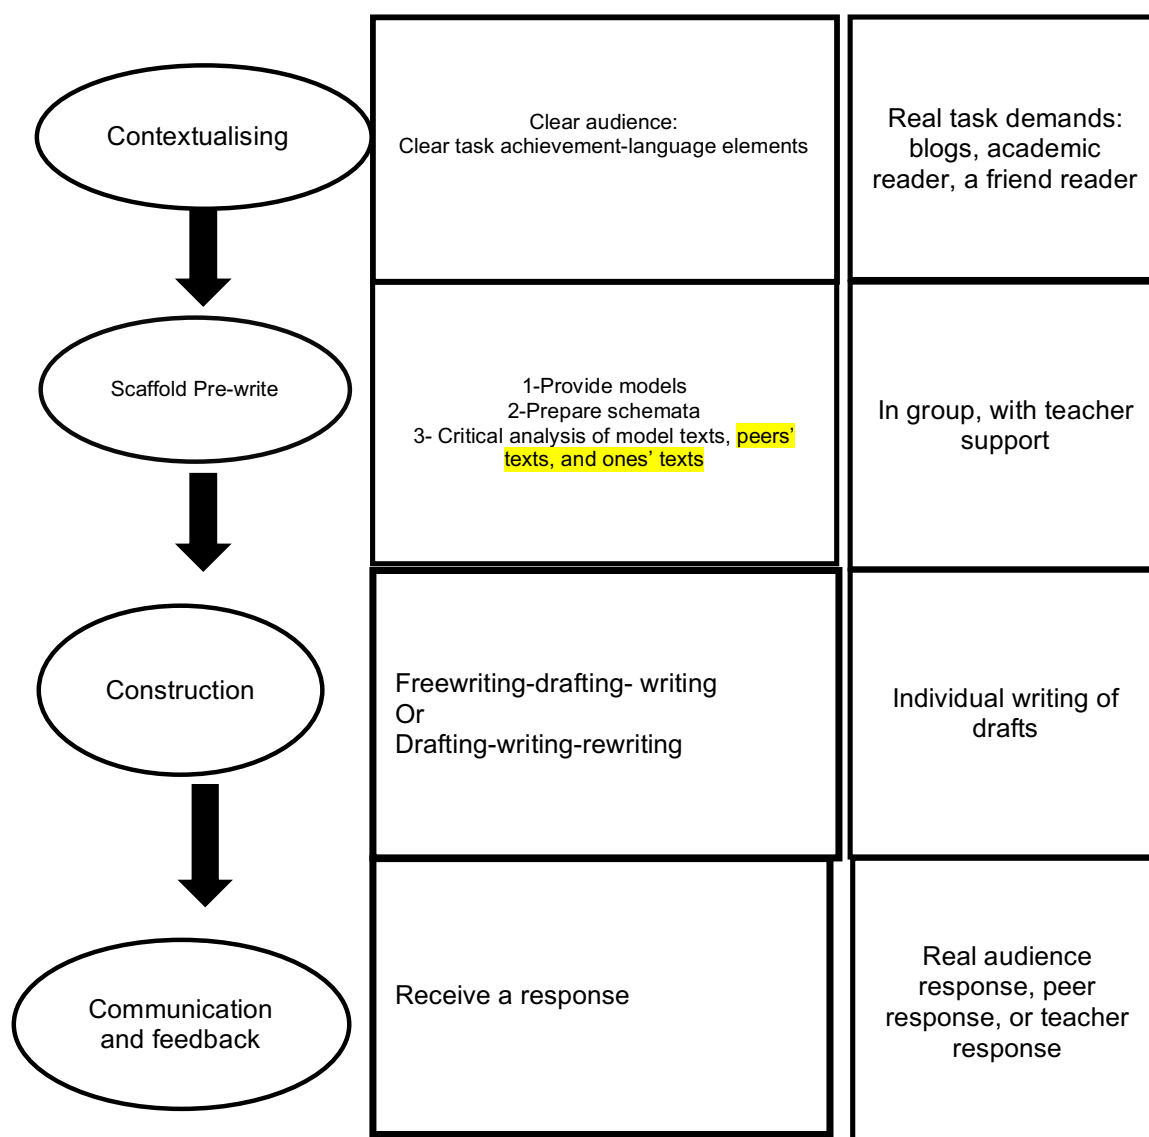 Contextualising
Clear audience:
Clear task achievement-language elements
Real task demands:
blogs, academic
reader, a friend reader
Scaffold Pre-write
1-Provide models
2-Prepare schemata
3- Critical analysis of model texts, peers’
texts, and ones’ texts
In group, with teacher
support
Construction
Freewriting-drafting- writing
Or
Drafting-writing-rewriting
Individual writing of
drafts
Communication
and feedback
Receive a response
Real audience
response, peer
response, or teacher
response